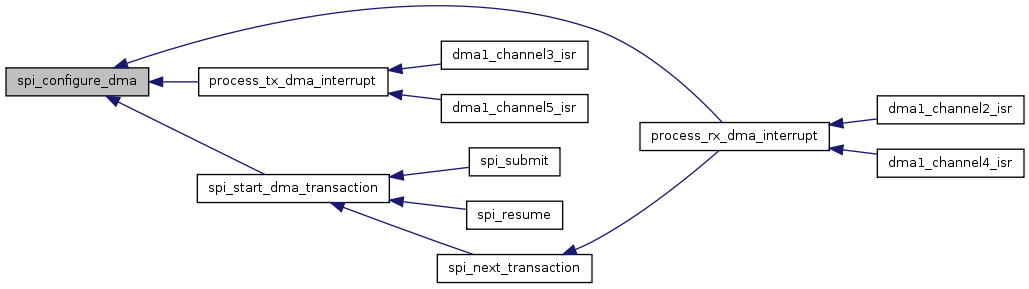 spi_configure_dma
process_tx_dma_interrupt
dma1_channel3_isr
dma1_channel5_isr
process_rx_dma_interrupt
dma1_channel2_isr
dma1_channel4_isr
spi_start_dma_transaction
spi_submit
spi_resume
spi_next_transaction